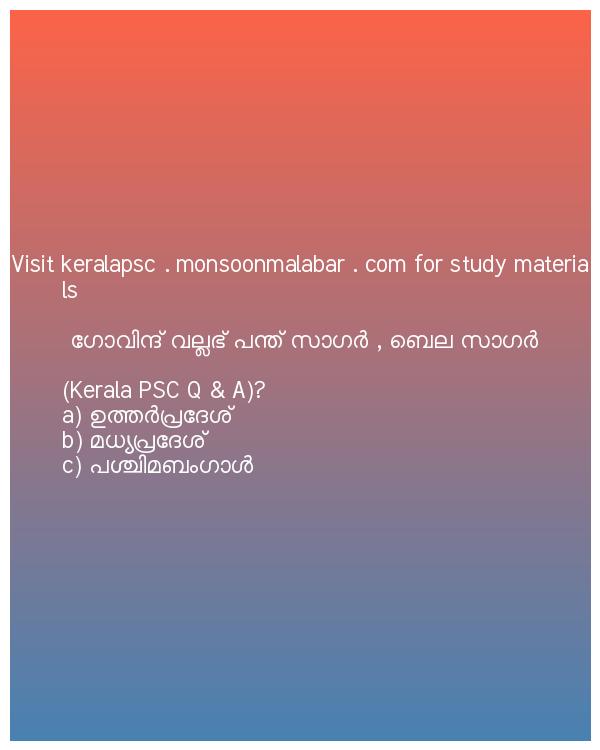 Visit keralapsc . monsoonmalabar . com for study materia
ls
ഗോവിന്ദ് വല്ലഭ് പന്ത് സാഗർ , ബെല സാഗർ
(Kerala PSC Q & A)?
a) ഉത്തർപ്രദേശ്
b) മധ്യപ്രദേശ്
c) പശ്ചിമബംഗാൾ